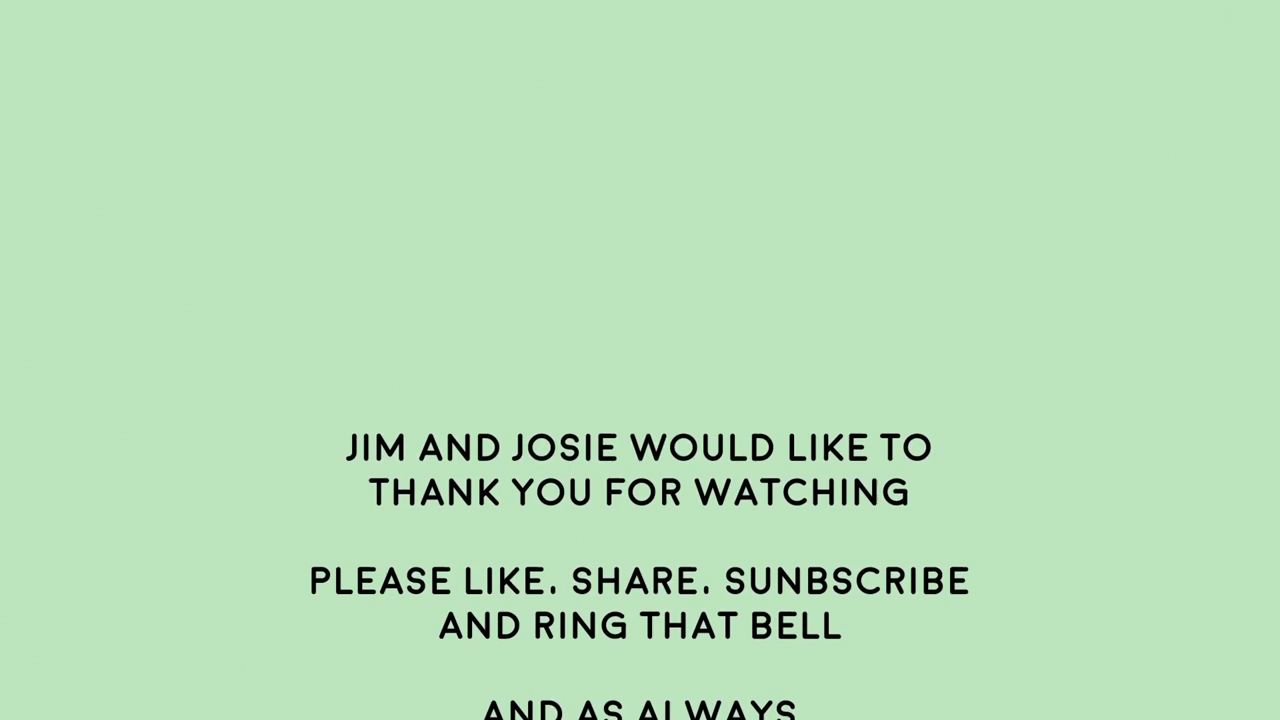 JIM AND JOSIE WOULD LIKE TO
THANK YOU FOR WATCHING
PLEASE LIKE, SHARE, SUNBSCRIBE
AND RING THAT BELL
AND AS ALWAYS